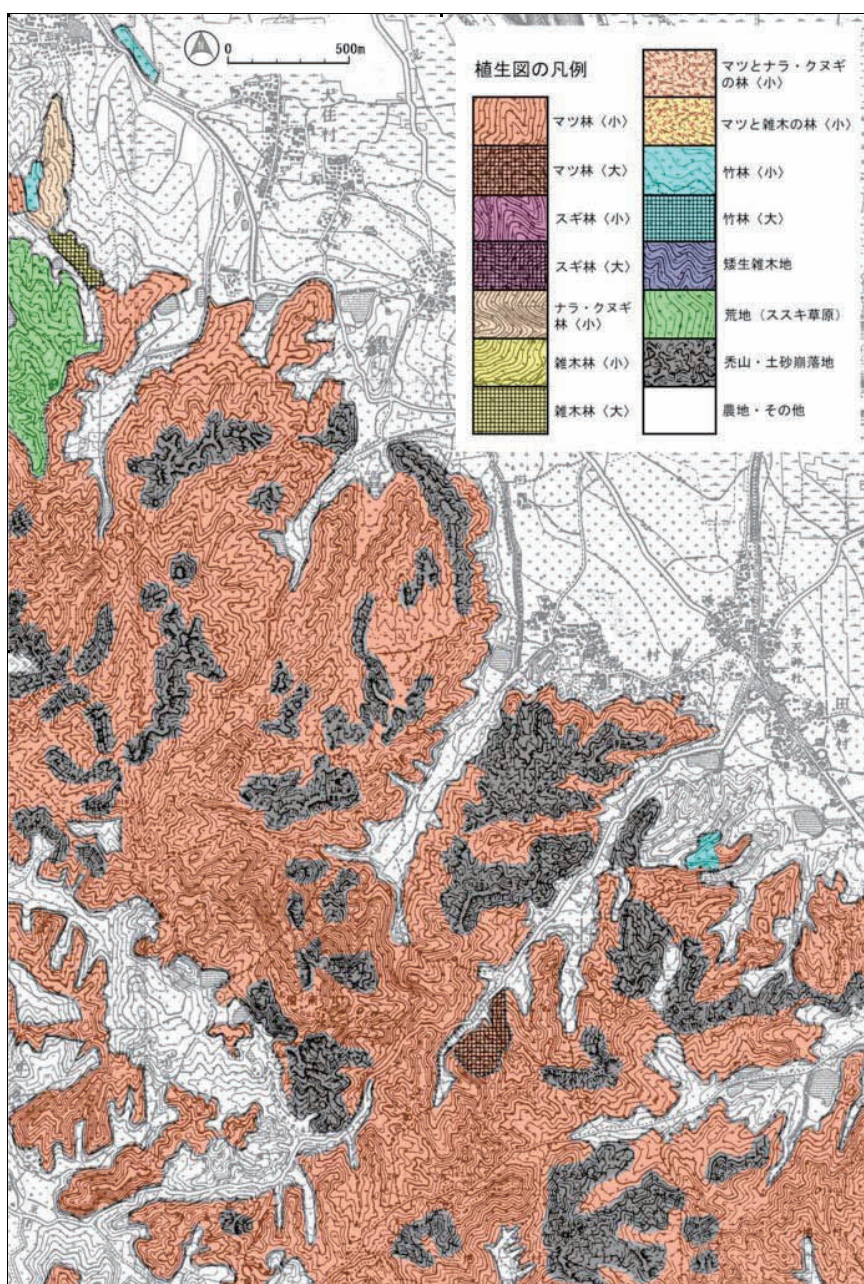 0 500m
植生図の凡例
マツ林〈小〉
マツ林〈大〉
スギ林〈小〉
スギ林〈大〉
ナラ・クヌギ
林〈小〉
雑木林〈小〉
雑木林〈大〉
マツとナラ・クヌギ
の林〈小〉
マツと雑木の林〈小〉
竹林〈小〉
竹林〈大〉
矮生雑木地
荒地（ススキ草原）
禿山・土砂崩落地
農地・その他
大住村
村